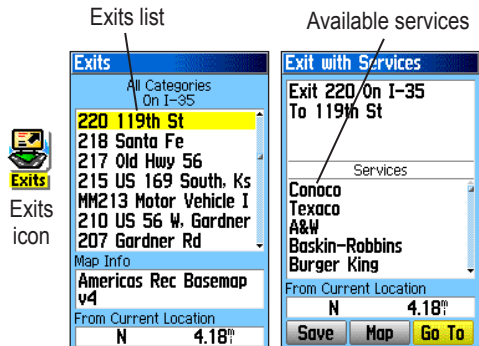 Exits list
Available services
Exits
All Categories
On I-35
220 119th St
218 Santa Fe
217 Old Hwy 56
215 US 169 South, Ks
MM213 Motor Vehicle I
210 US 56 W, Gardner
207 Gardner Rd
Map Info
Americas Rec Basemap
v4
From Current Location
N 4.18m
Exits
Exits
icon
Exit with Services
Exit 220 On I-35
To 119th St
Services
Conoco
Texaco
A&W
Baskin-Robbins
Burger King
From Current Location
N 4.18m
Save Map Go To